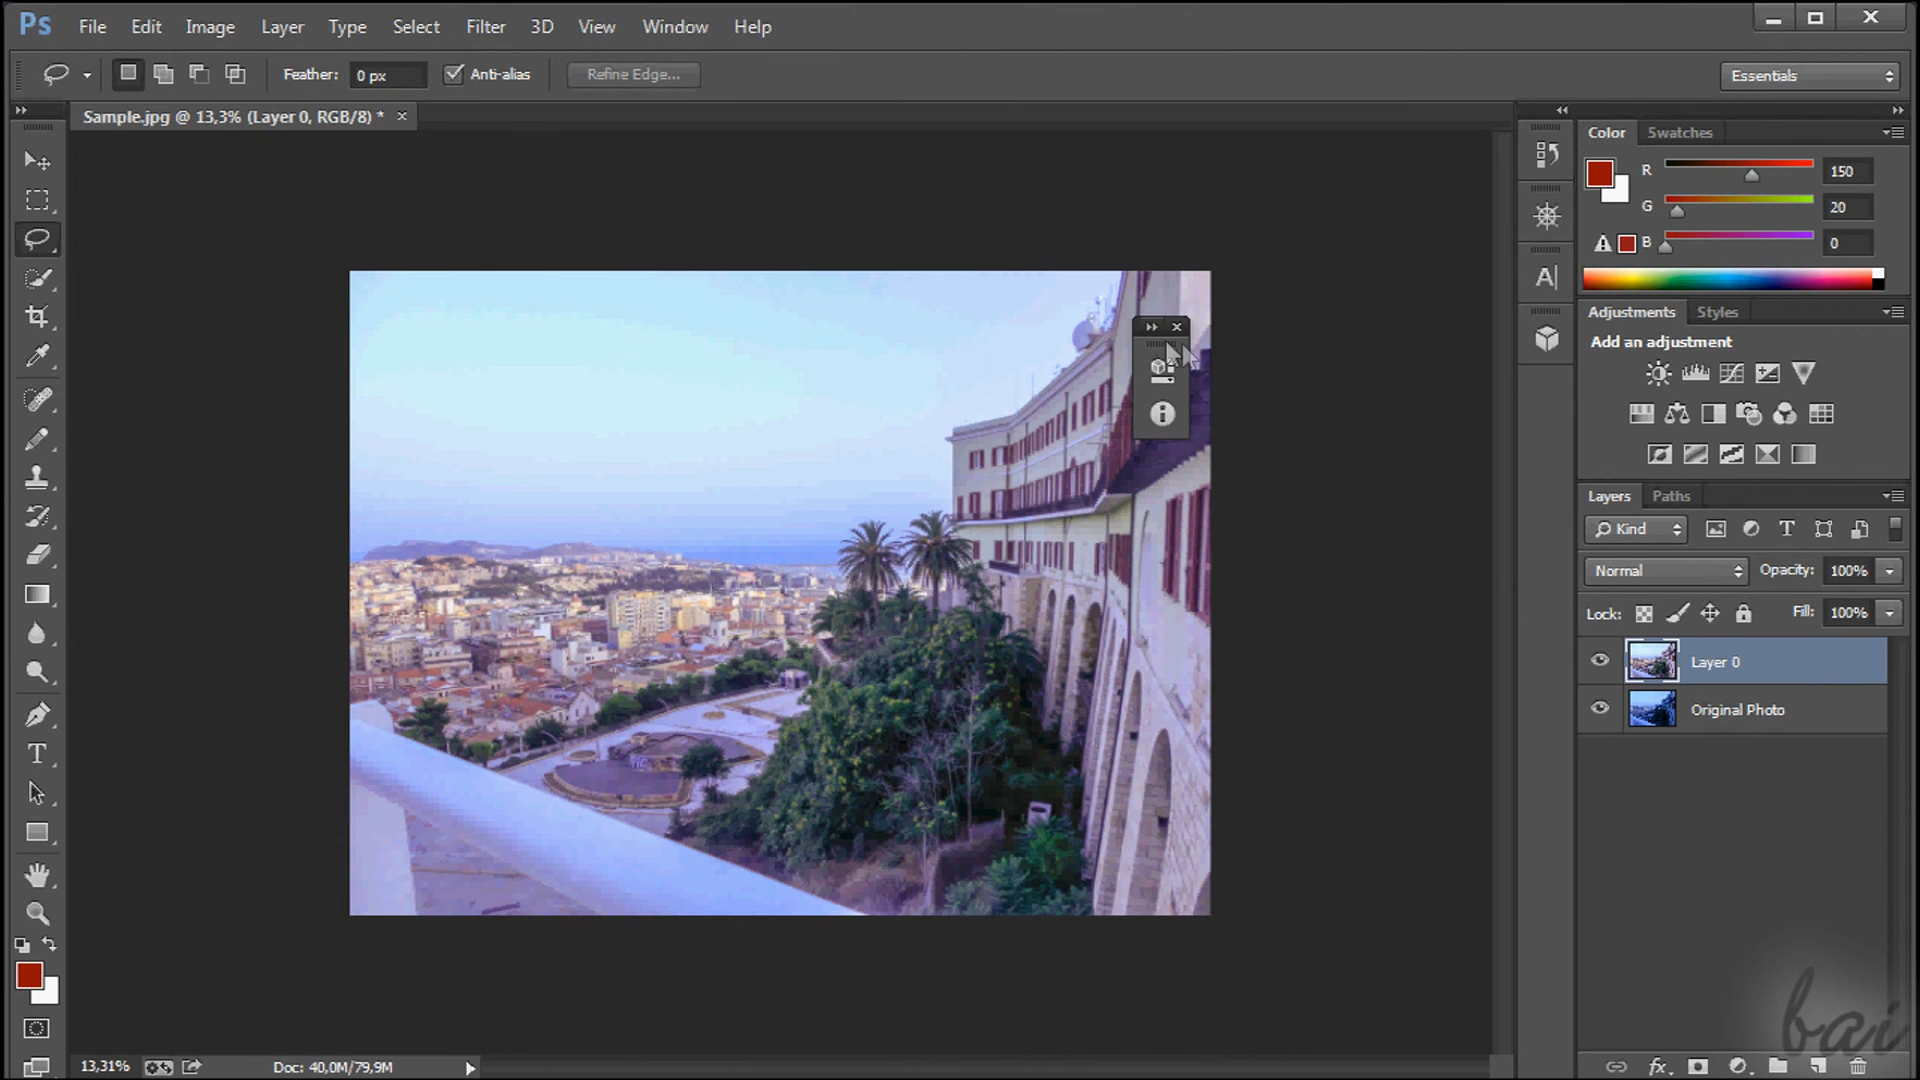 Ps File Edit Image Layer Type Select Filter 3D View Window Help
Feather: 0 px Anti-alias Refine Edge... Essentials
Sample.jpg @ 13,3% (Layer 0, RGB/8) * ×
Color Swatches
R 150
G 20
B 0
A|
Adjustments Styles
Add an adjustment
Layers Paths
Kind T
Normal Opacity: 100%
Lock: Fill: 100%
Layer 0
Original Photo
T
13,31% Doc: 40,0M/79,9M
fx
bai